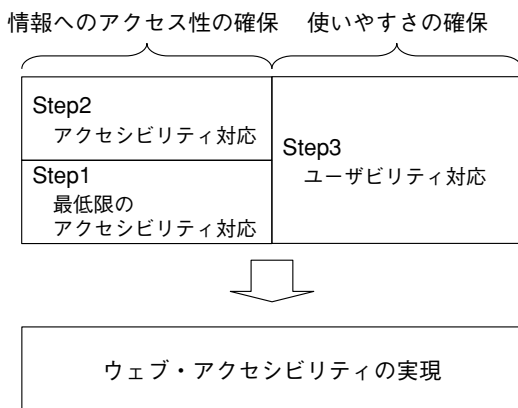 情報へのアクセス性の確保
使いやすさの確保
Step2
アクセシビリティ対応
Step1
最低限の
アクセシビリティ対応
Step3
ユーザビリティ対応
ウェブ・アクセシビリティの実現